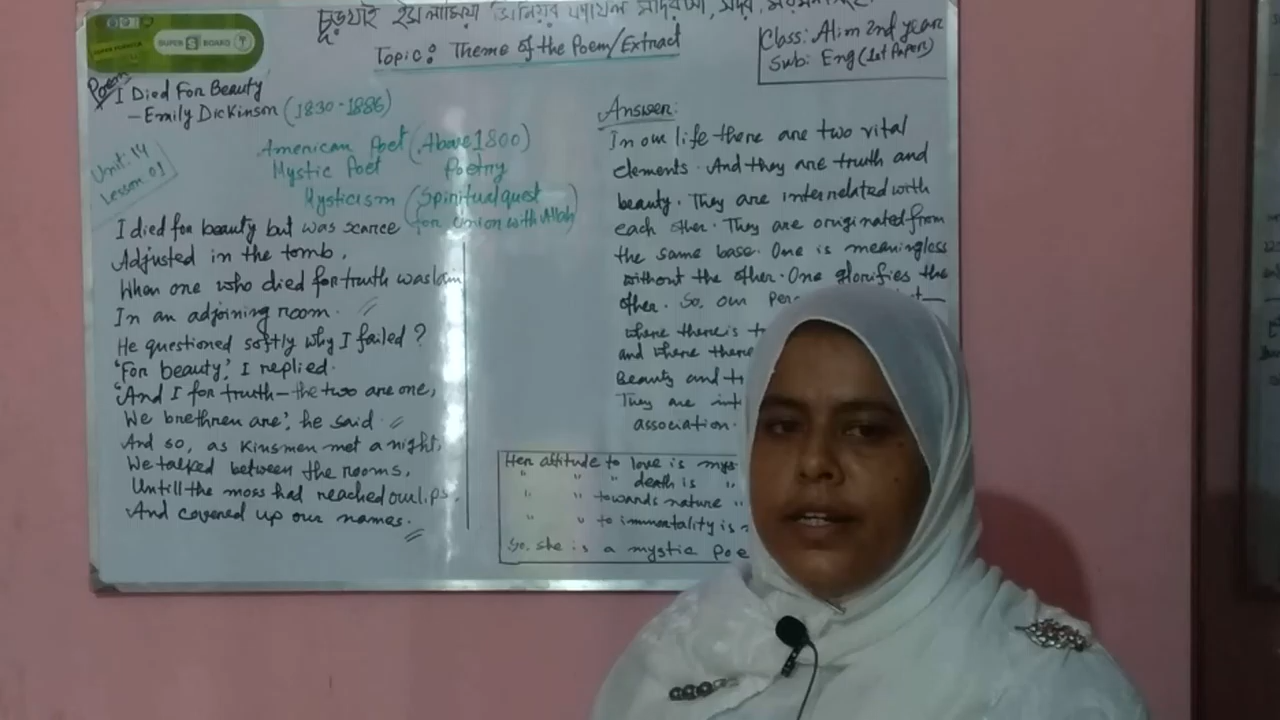 SUPER S BOARD
Topic: Theme of the Poem/Extract
Class: Alim 2nd year
Sub: Eng (1st Paper)
Poem
I Died For Beauty
- Emily Dickinson (1830-1886)
American Poet (Above 1800)
Mystic Poet Poetry
Mysticism (Spiritual quest
for union with Allah)
Unit: 14
Lesson 01
I died for beauty but was scarce
Adjusted in the tomb,
When one who died for truth was lain
In an adjoining room.
He questioned softly why I failed?
'For beauty,' I replied.
'And I for truth - the two are one,
We brethren are,' he said.
And so, as Kinsmen met a night,
We talked between the rooms,
Untill the moss had reached our lips,
And covered up our names.
Answer:
In our life there are two vital
elements. And they are truth and
beauty. They are interrelated with
each other. They are originated from
the same base. One is meaningless
without the other. One glorifies the
other. So, our
where there is
and where there
Beauty and
They are
association.
Her attitude to love is
" " " death is "
" " towards nature "
" " to immortality is
So, she is a mystic